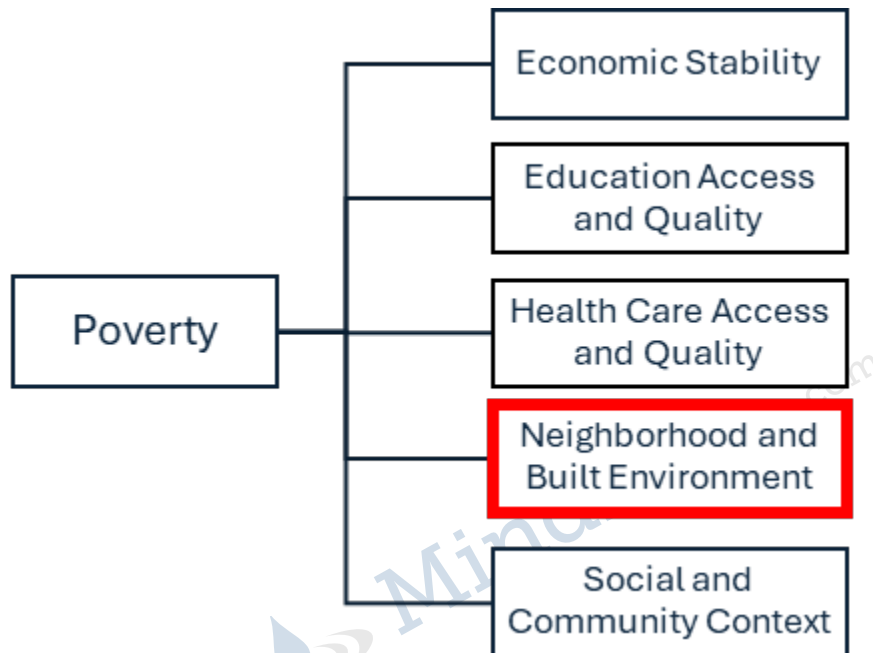 Economic Stability
Education Access
and Quality
Poverty
Health Care Access
and Quality
Neighborhood and
Built Environment
Social and
Community Context